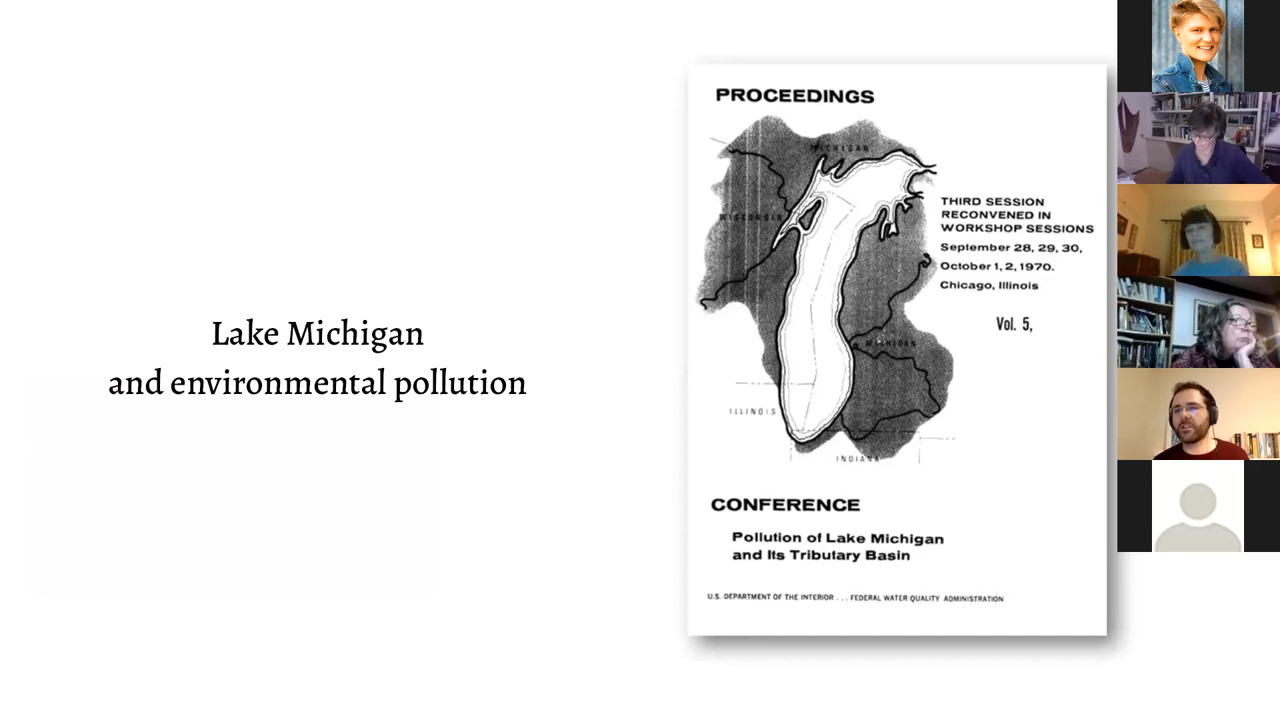 Lake Michigan
and environmental pollution
PROCEEDINGS
MICHIGAN
WISCONSIN
THIRD SESSION
RECONVENED IN
WORKSHOP SESSIONS
September 28, 29, 30,
October 1, 2, 1970.
Chicago, Illinois
Vol. 5,
MICHIGAN
ILLINOIS
INDIANA
CONFERENCE
Pollution of Lake Michigan
and Its Tributary Basin
U.S. DEPARTMENT OF THE INTERIOR . . . FEDERAL WATER QUALITY ADMINISTRATION